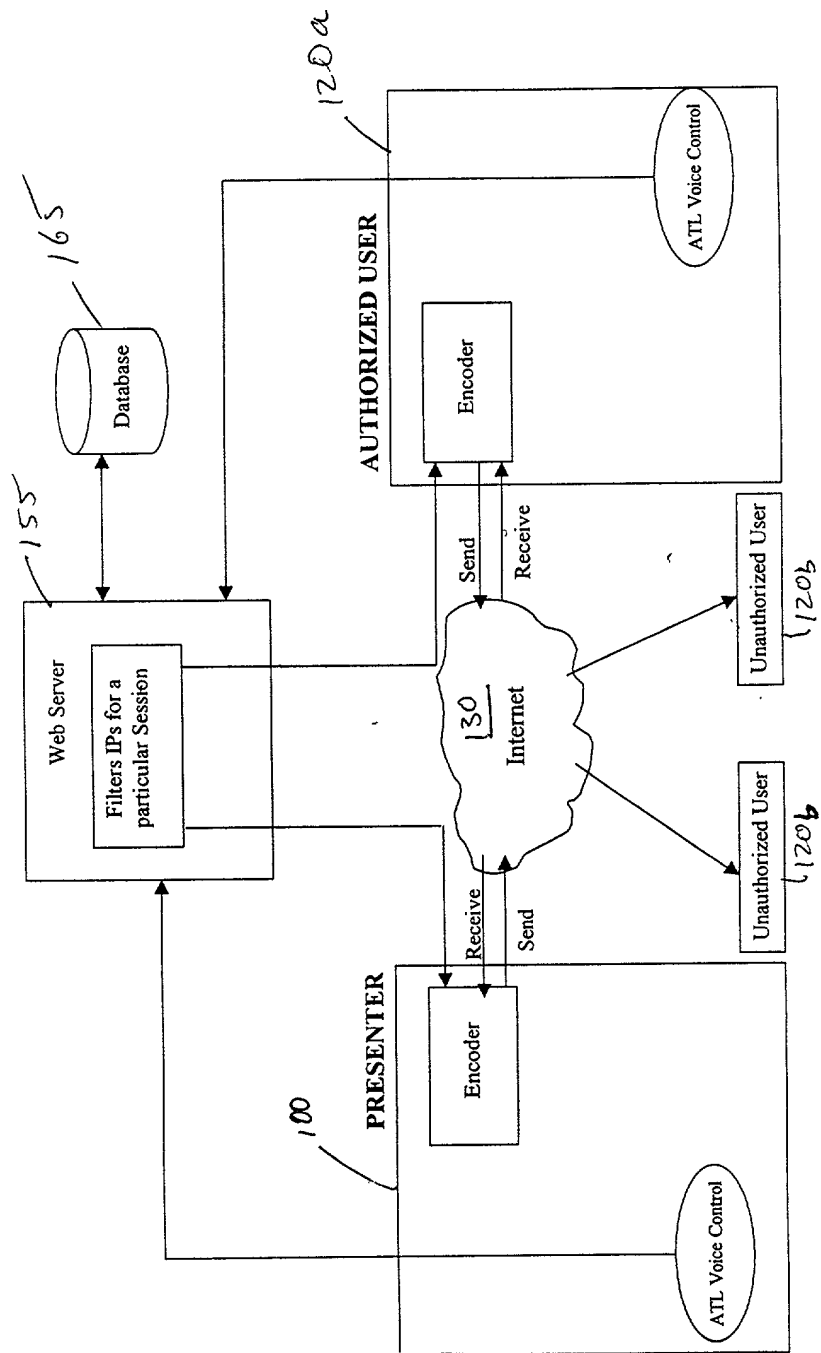 165
155
120a
Database
Web Server
Filters IPs for a
particular Session
AUTHORIZED USER
Encoder
ATL Voice Control
Send
Receive
130
Internet
Receive
Send
100
PRESENTER
Encoder
ATL Voice Control
Unauthorized User
120b
Unauthorized User
120b